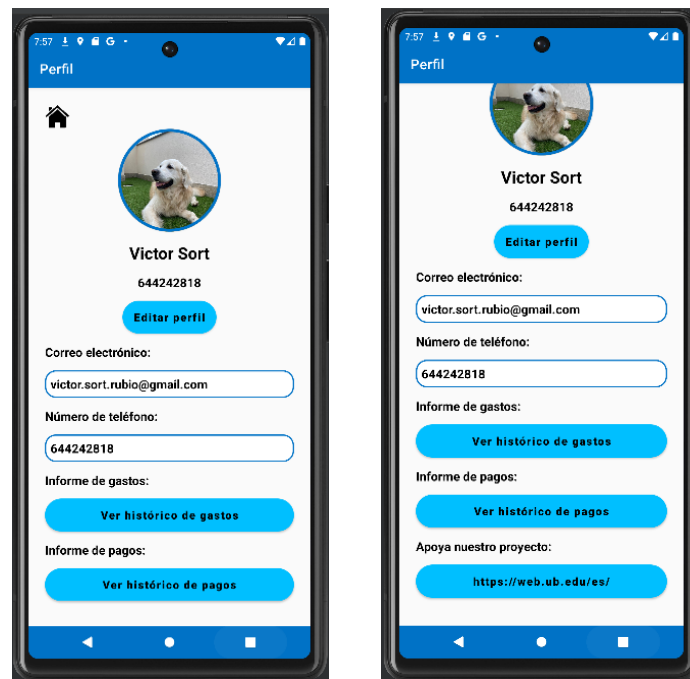 7:57 G
Perfil
Victor Sort
644242818
Editar perfil
Correo electrónico:
victor.sort.rubio@gmail.com
Número de teléfono:
644242818
Informe de gastos:
Ver histórico de gastos
Informe de pagos:
Ver histórico de pagos
7:57 G
Perfil
Victor Sort
644242818
Editar perfil
Correo electrónico:
victor.sort.rubio@gmail.com
Número de teléfono:
644242818
Informe de gastos:
Ver histórico de gastos
Informe de pagos:
Ver histórico de pagos
Apoya nuestro proyecto:
https://web.ub.edu/es/